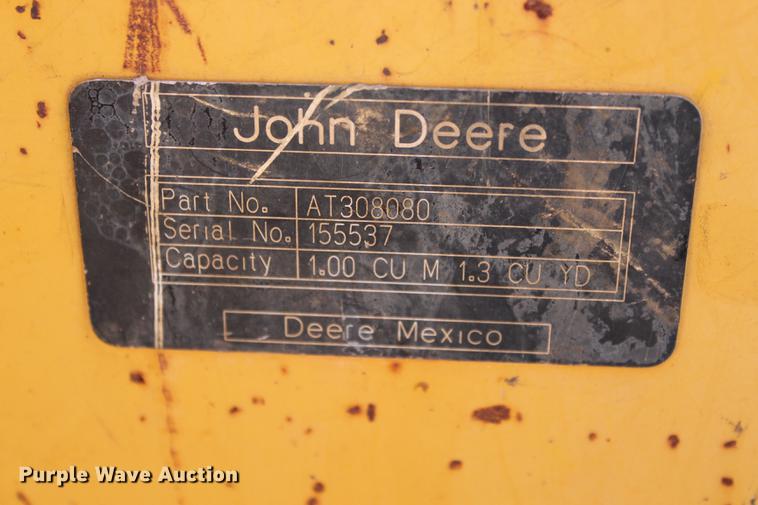 John Deere
Part No. AT308080
Serial No. 155537
Capacity 1.00 CU M 1.3 CU YD
Deere Mexico
Purple Wave Auction